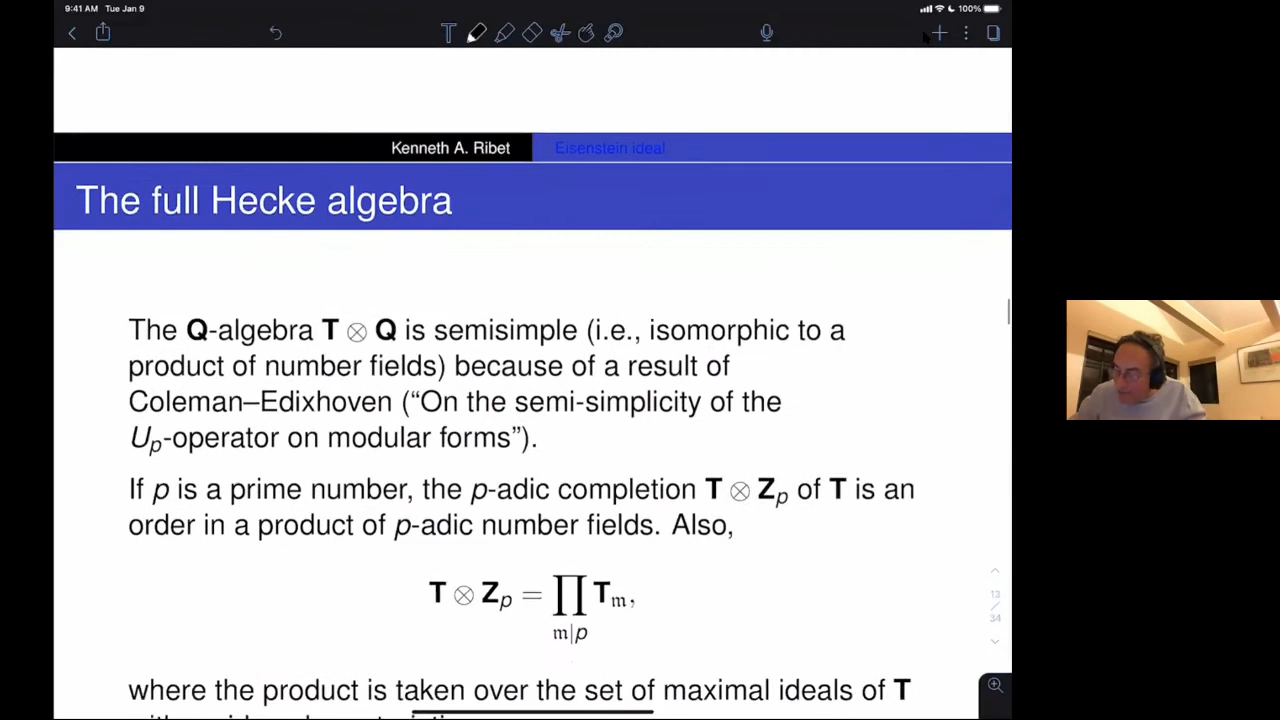 9:41 AM Tue Jan 9
100%
Kenneth A. Ribet
Eisenstein ideal
The full Hecke algebra
The Q-algebra T ⊗ Q is semisimple (i.e., isomorphic to a
product of number fields) because of a result of
Coleman–Edixhoven (“On the semi-simplicity of the
Uₚ-operator on modular forms”).
If p is a prime number, the p-adic completion T ⊗ Zₚ of T is an
order in a product of p-adic number fields. Also,
T ⊗ Zₚ = ∏ T𝔪,
𝔪|p
13
/
34
where the product is taken over the set of maximal ideals of T